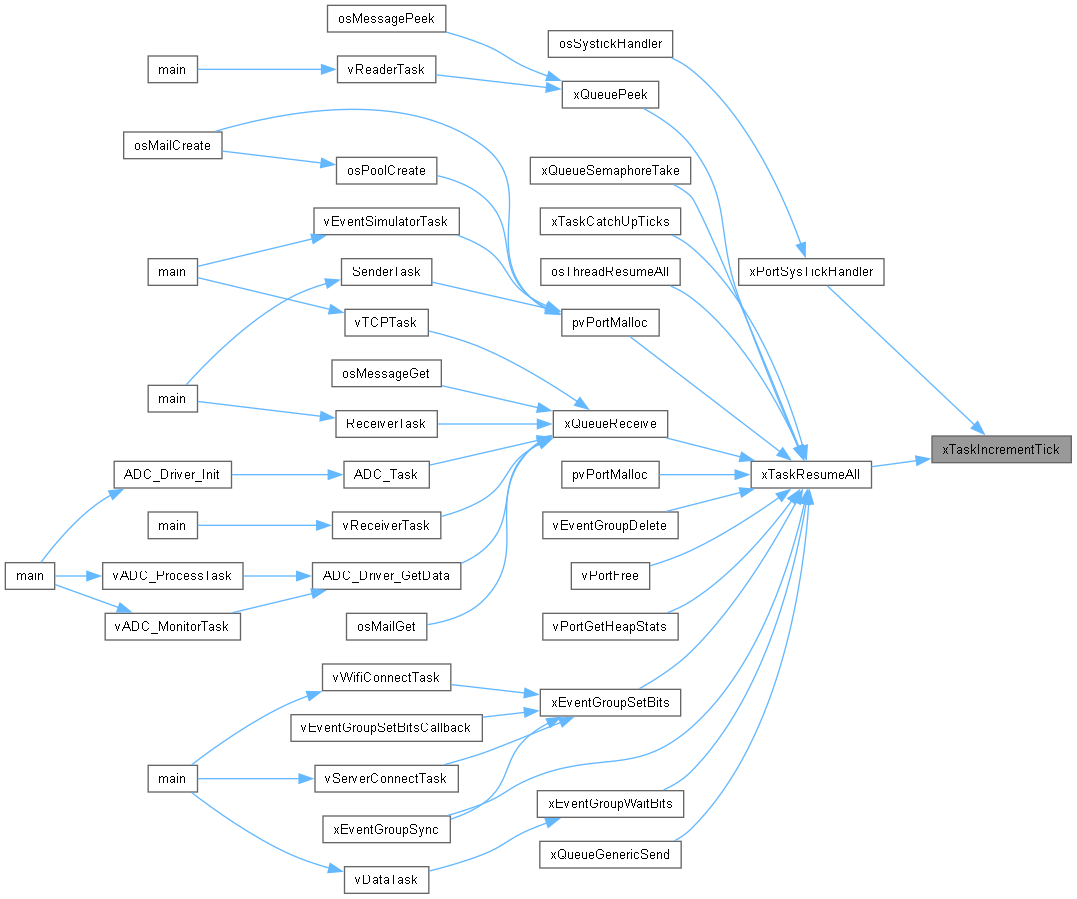 osMessagePeek
osSystickHandler
main
vReaderTask
xQueuePeek
osMailCreate
osPoolCreate
xQueueSemaphoreTake
vEventSimulatorTask
xTaskCatchUpTicks
main
SenderTask
osThreadResumeAll
xPortSysTickHandler
vTCPTask
pvPortMalloc
osMessageGet
main
ReceiverTask
xQueueReceive
xTaskIncrementTick
ADC_Driver_Init
ADC_Task
pvPortMalloc
xTaskResumeAll
main
vReceiverTask
vEventGroupDelete
main
vADC_ProcessTask
ADC_Driver_GetData
vPortFree
vADC_MonitorTask
osMailGet
vPortGetHeapStats
vWifiConnectTask
xEventGroupSetBits
vEventGroupSetBitsCallback
main
vServerConnectTask
xEventGroupWaitBits
xEventGroupSync
xQueueGenericSend
vDataTask